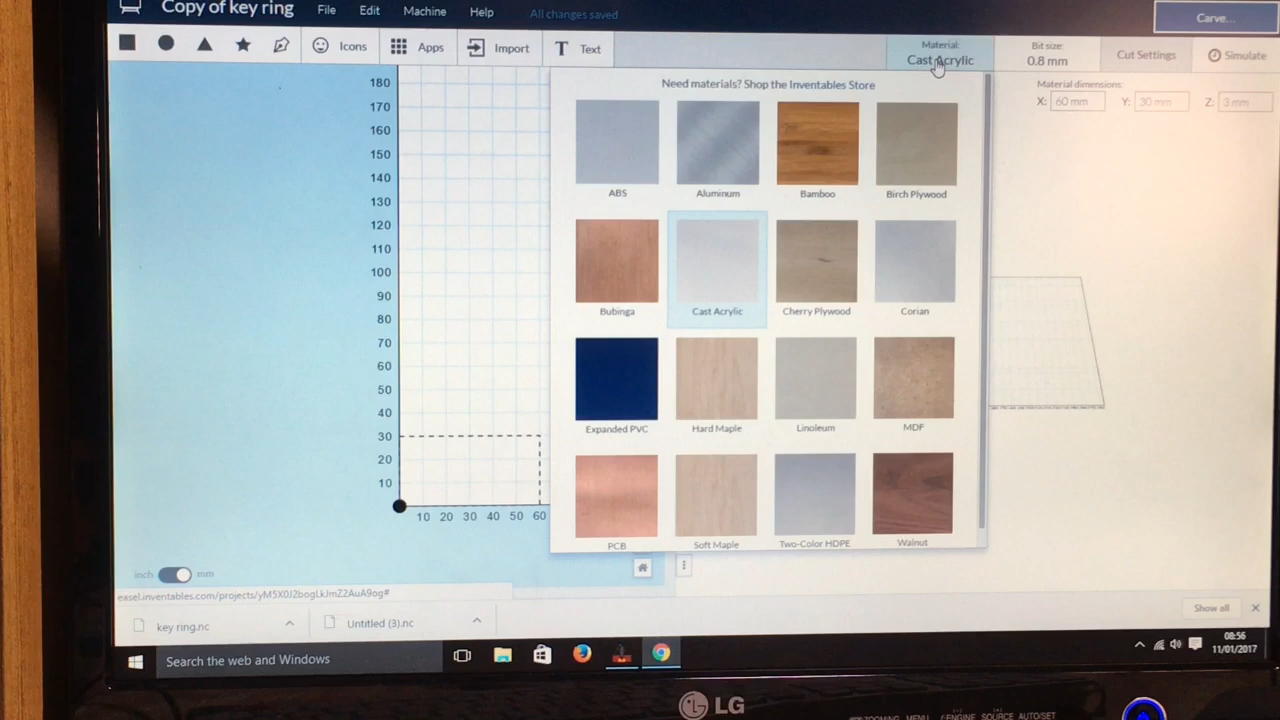 Copy of key ring
File
Edit
Machine
Help
All changes saved
Carve...
Icons
Apps
Import
T Text
Material:
Cast Acrylic
Bit size:
0.8 mm
Cut Settings
Simulate
Need materials? Shop the Inventables Store
Material dimensions:
X: 60 mm
Y: 30 mm
Z: 3 mm
ABS
Aluminum
Bamboo
Birch Plywood
Bubinga
Cast Acrylic
Cherry Plywood
Corian
Expanded PVC
Hard Maple
Linoleum
MDF
PCB
Soft Maple
Two-Color HDPE
Walnut
180
170
160
150
140
130
120
110
100
90
80
70
60
50
40
30
20
10
10 20 30 40 50 60
inch
mm
easel.inventables.com/projects/yM5X0J2bogLkJmZ2AuA9og#
key ring.nc
Untitled (3).nc
Show all
Search the web and Windows
08:56
11/01/2017
LG
MENU
SOURCE
AUTO/SET